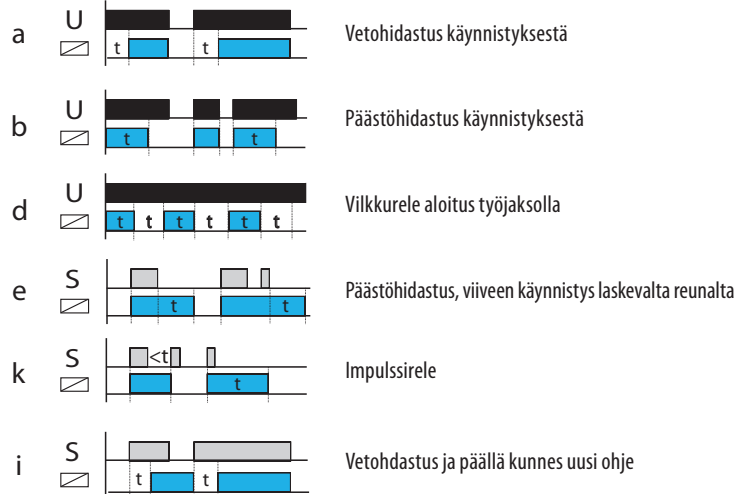 a U t t Vetohidastus käynnistyksestä
b U t t Päästöhidastus käynnistyksestä
d U t t t t t t Vilkkurele aloitus työjaksolla
e S t t Päästöhidastus, viiveen käynnistys laskevalta reunalta
k S <t t Impulssirele
i S t t Vetohdastus ja päällä kunnes uusi ohje